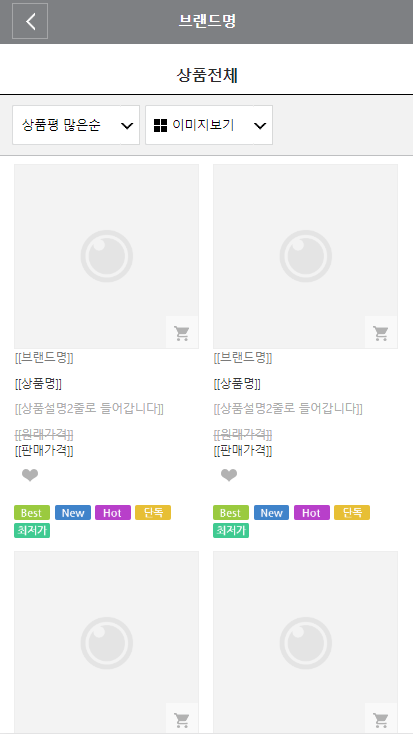 브랜드명
상품전체
상품평 많은순 이미지보기
[[브랜드명]] [[브랜드명]]
[[상품명]] [[상품명]]
[[상품설명2줄로 들어갑니다]] [[상품설명2줄로 들어갑니다]]
[[원래가격]] [[원래가격]]
[[판매가격]] [[판매가격]]
Best New Hot 단독 Best New Hot 단독
최저가 최저가